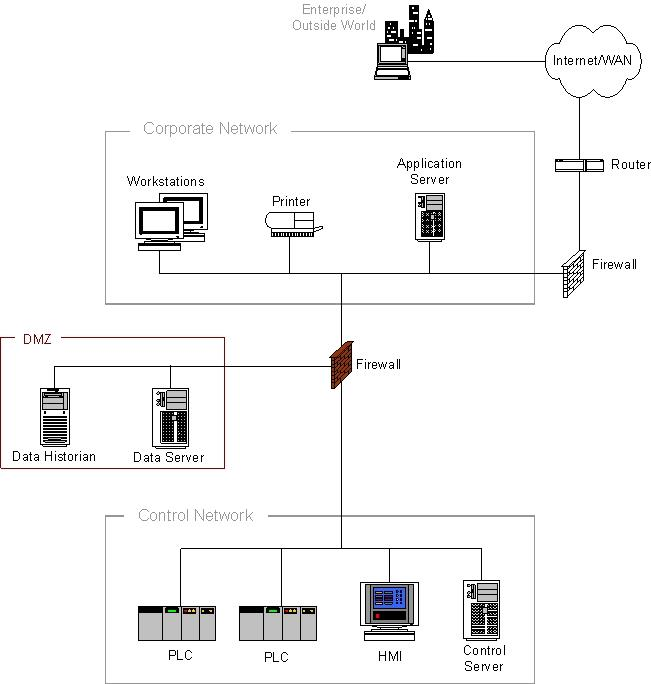 Enterprise/
Outside World
Internet/WAN
Corporate Network
Application
Server
Router
Workstations
Printer
Firewall
DMZ
Firewall
Data Historian
Data Server
Control Network
PLC
PLC
HMI
Control
Server